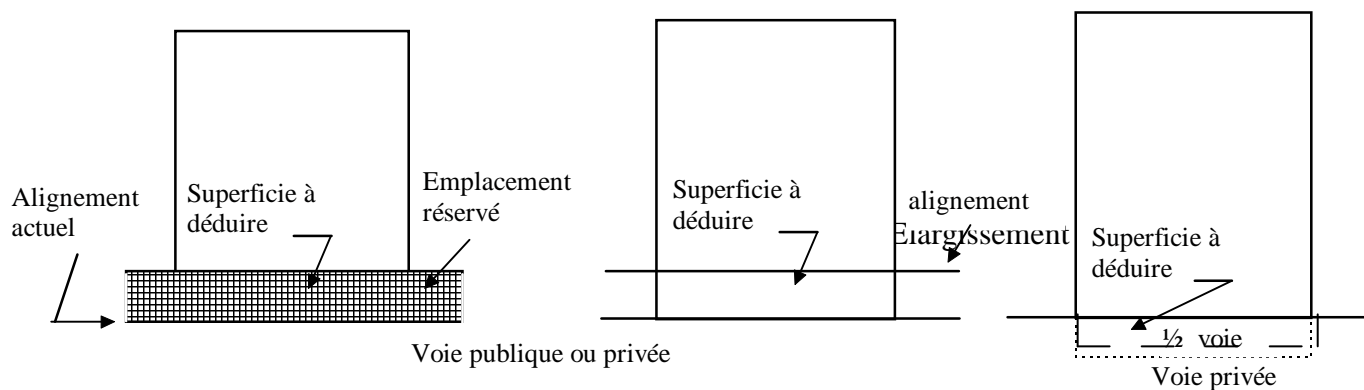 Alignement
actuel
Superficie à
déduire
Emplacement
réservé
Superficie à
déduire
alignement
Elargissement
Superficie à
déduire
½ voie
Voie publique ou privée
Voie privée